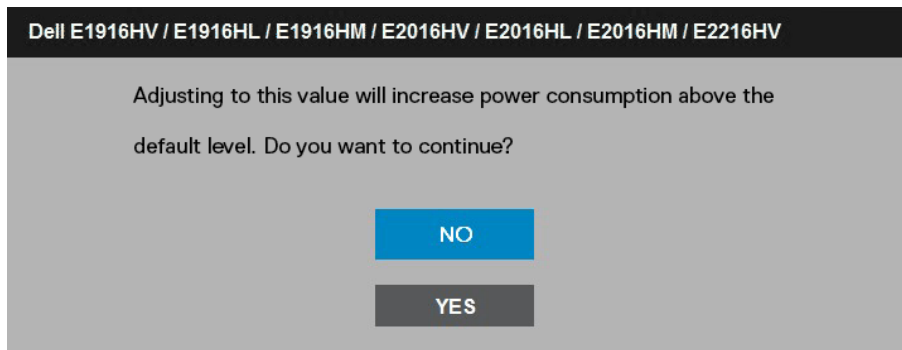 Dell E1916HV / E1916HL / E1916HM / E2016HV / E2016HL / E2016HM / E2216HV
Adjusting to this value will increase power consumption above the
default level. Do you want to continue?
NO
YES